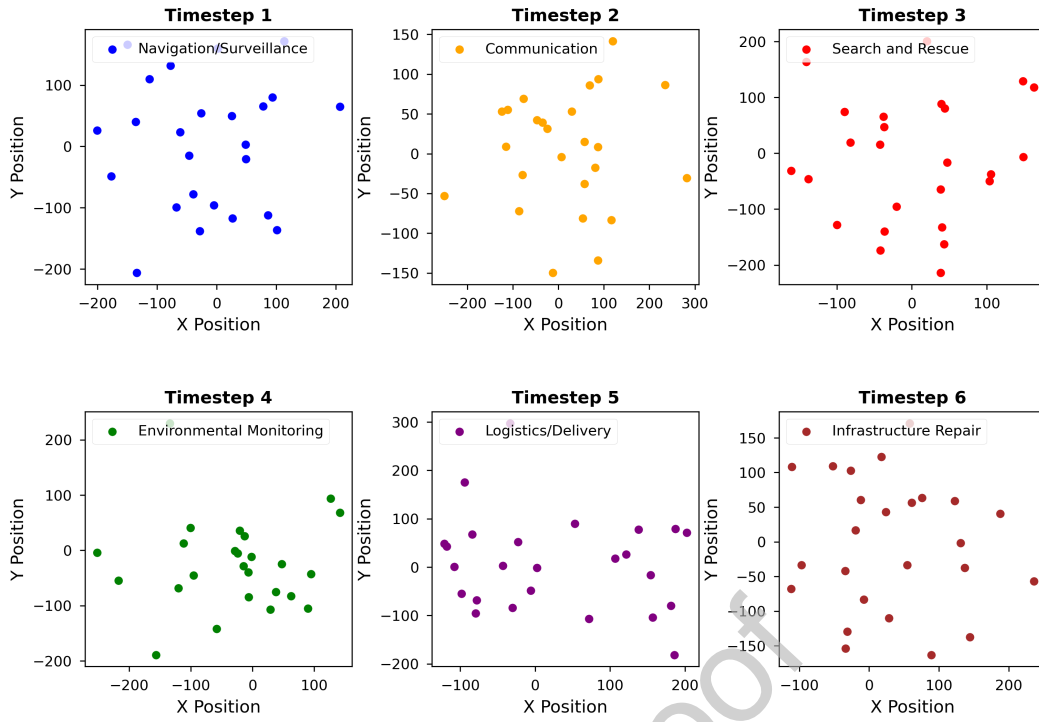 Timestep 1
Timestep 2
Timestep 3
Navigation/Surveillance
Communication
Search and Rescue
Y Position
100
0
−100
−200
−200
−100
0
100
200
X Position
Y Position
150
100
50
0
−50
−100
−150
−200
−100
0
100
200
300
X Position
Y Position
200
100
0
−100
−200
−100
0
100
X Position
Timestep 4
Timestep 5
Timestep 6
Environmental Monitoring
Logistics/Delivery
Infrastructure Repair
Y Position
200
100
0
−100
−200
−200
−100
0
100
X Position
Y Position
300
200
100
0
−100
−200
−100
0
100
200
X Position
Y Position
150
100
50
0
−50
−100
−150
−100
0
100
200
X Position